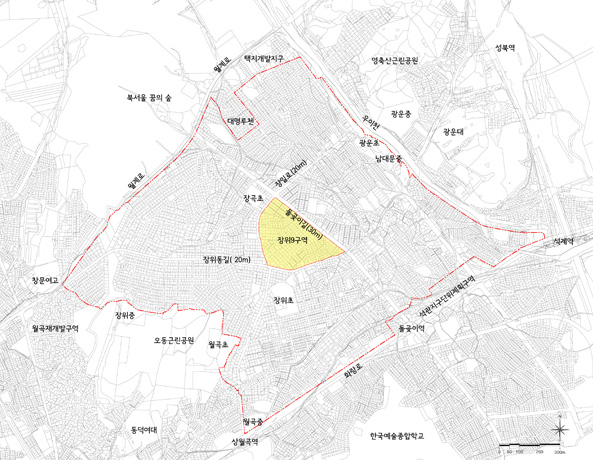 성북역
택지개발지구
영축산근린공원
월계로
북서울 꿈의 숲
대명루첸
우이천
광운중
광운대
광운초
남대문중
창일로(20m)
월계로
장곡초
돌곶이길(30m)
장위9구역
석계역
장위동길( 20m)
창문여고
장위초
석관지구단위계획구역
장위중
월곡재개발구역
오동근린공원
월곡초
돌곶이역
화랑로
월곡중
동덕여대
상월곡역
한국예술종합학교
0 50 100 200 300m